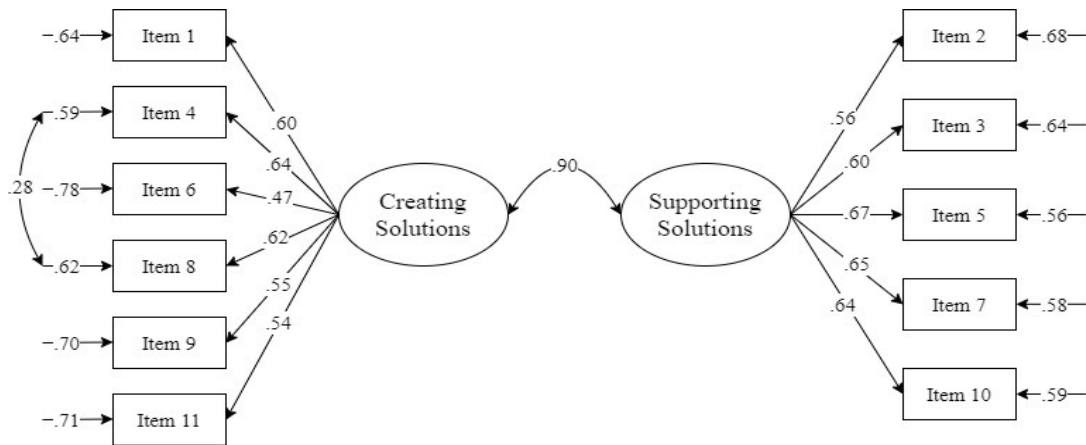 .64
Item 1
.59
Item 4
.28
.78
Item 6
.62
Item 8
.70
Item 9
.71
Item 11
.60
.64
.47
.62
.55
.54
Creating
Solutions
.90
Supporting
Solutions
.56
.60
.67
.65
.64
Item 2
.68
Item 3
.64
Item 5
.56
Item 7
.58
Item 10
.59